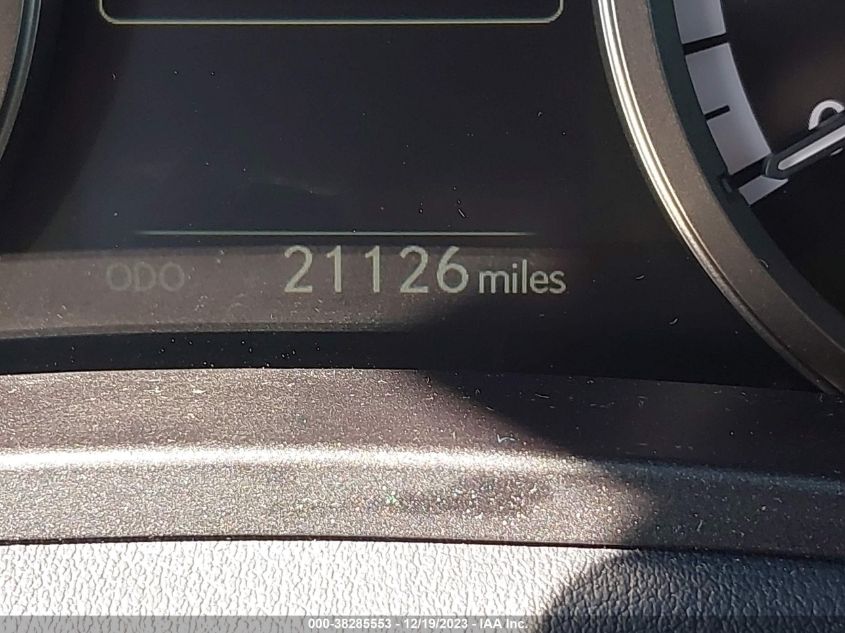 ODO 21126 miles
000-38285553 - 12/19/2023 - IAA Inc.